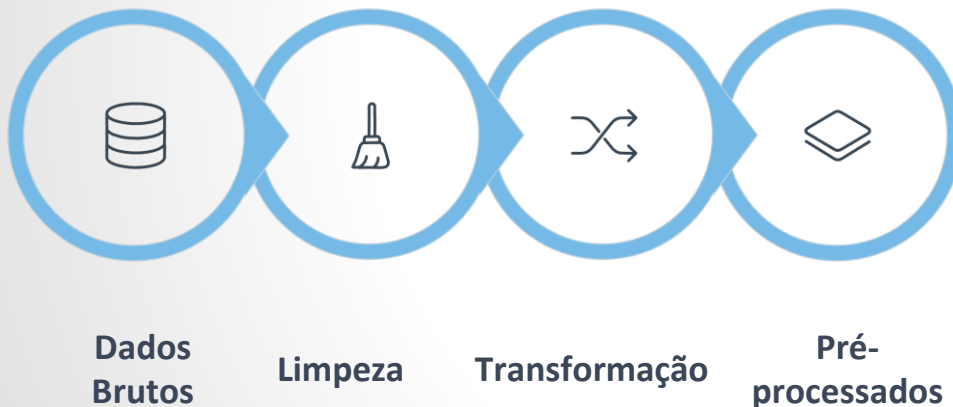 Dados
Brutos
Limpeza
Transformação
Pré-
processados